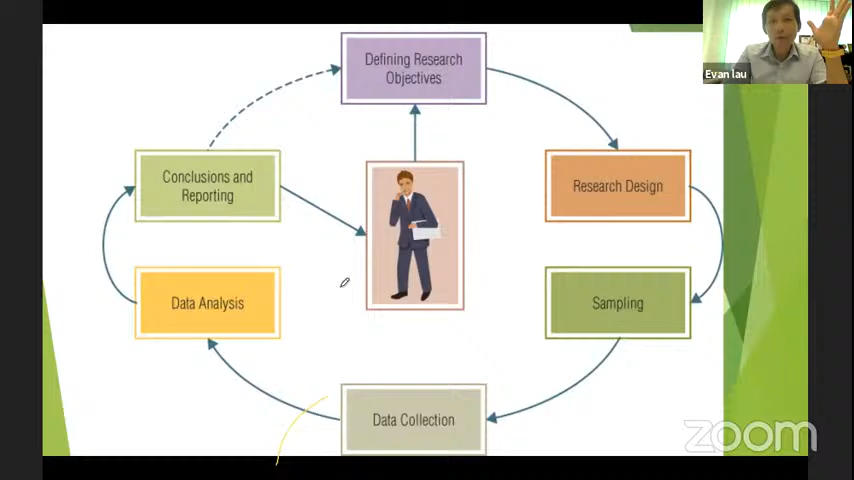 Defining Research
Objectives
Evan lau
Conclusions and
Reporting
Research Design
Data Analysis
Sampling
Data Collection
zoom